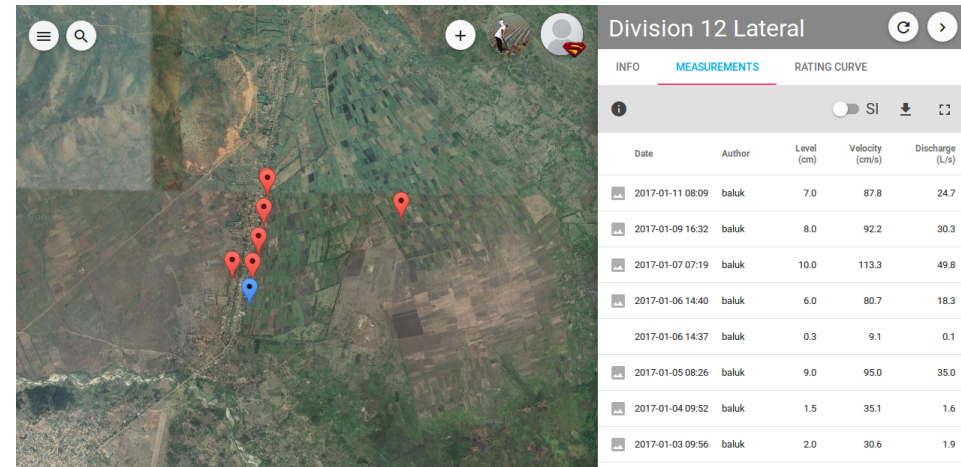 Division 12 Lateral
INFO MEASUREMENTS RATING CURVE
SI
Date Author Level (cm) Velocity (cm/s) Discharge (L/s)
2017-01-11 08:09 baluk 7.0 87.8 24.7
2017-01-09 16:32 baluk 8.0 92.2 30.3
2017-01-07 07:19 baluk 10.0 113.3 49.8
2017-01-06 14:40 baluk 6.0 80.7 18.3
2017-01-06 14:37 baluk 0.3 9.1 0.1
2017-01-05 08:26 baluk 9.0 95.0 35.0
2017-01-04 09:52 baluk 1.5 35.1 1.6
2017-01-03 09:56 baluk 2.0 30.6 1.9